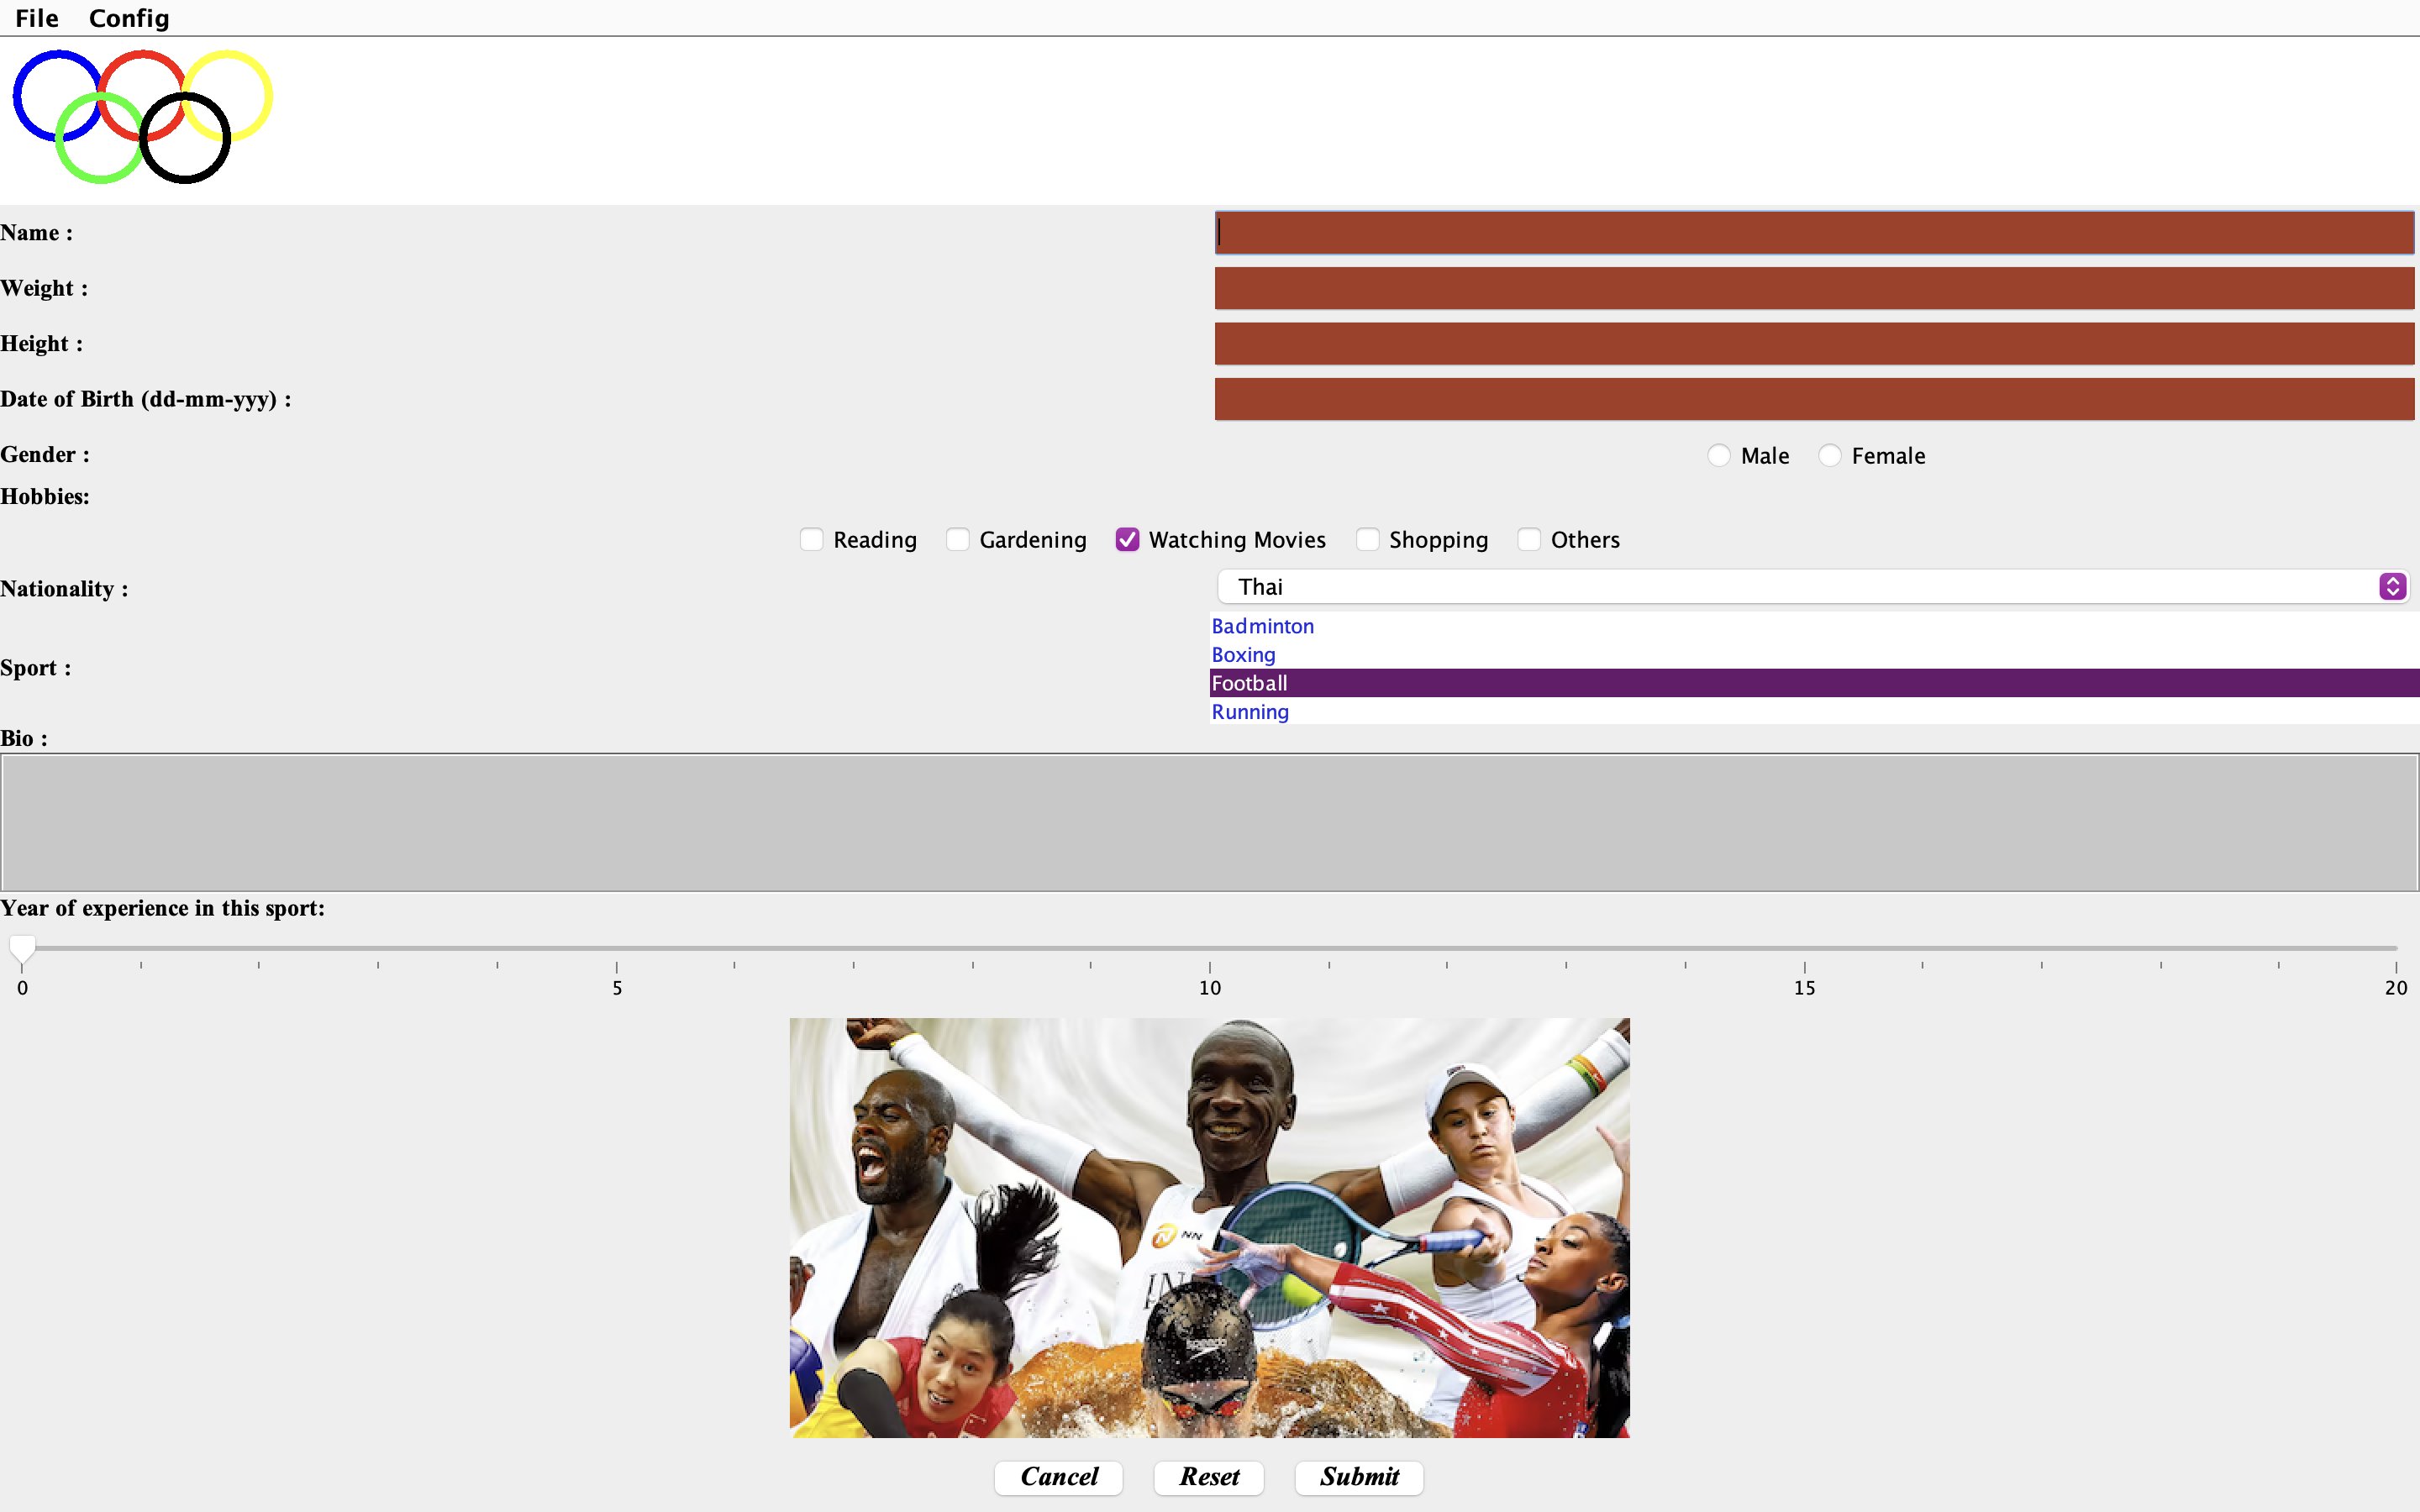 File Config
Name :
Weight :
Height :
Date of Birth (dd-mm-yyy) :
Gender : Male Female
Hobbies:
Reading Gardening Watching Movies Shopping Others
Nationality : Thai
Badminton
Boxing
Sport :
Football
Running
Bio :
Year of experience in this sport:
0 5 10 15 20
NN
speedo
Cancel Reset Submit